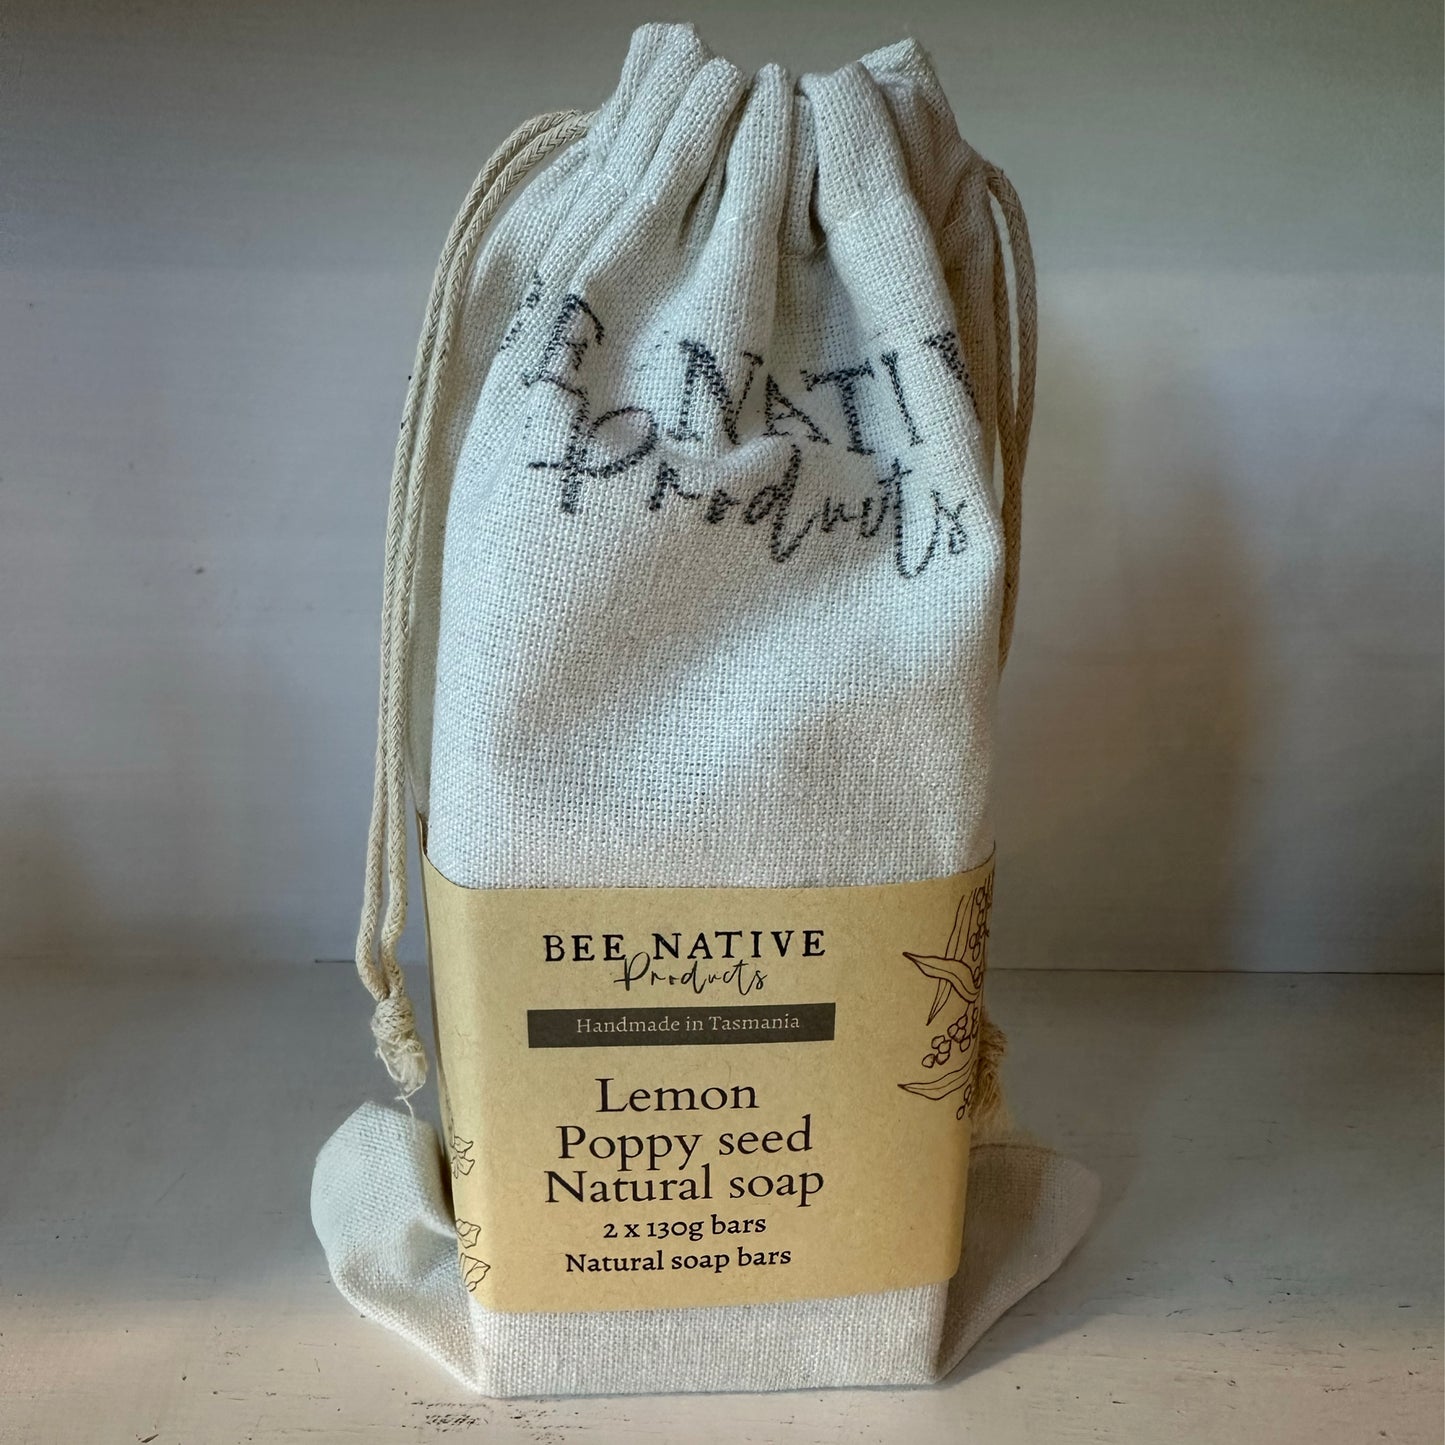 EE NATIV
Products
BEE NATIVE
Products
Handmade in Tasmania
Lemon
Poppy seed
Natural soap
2 x 130g bars
Natural soap bars